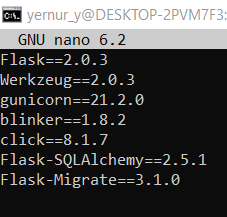 yernur_y@DESKTOP-2PVM7F3:
GNU nano 6.2
Flask==2.0.3
Werkzeug==2.0.3
gunicorn==21.2.0
blinker==1.8.2
click==8.1.7
Flask-SQLAlchemy==2.5.1
Flask-Migrate==3.1.0